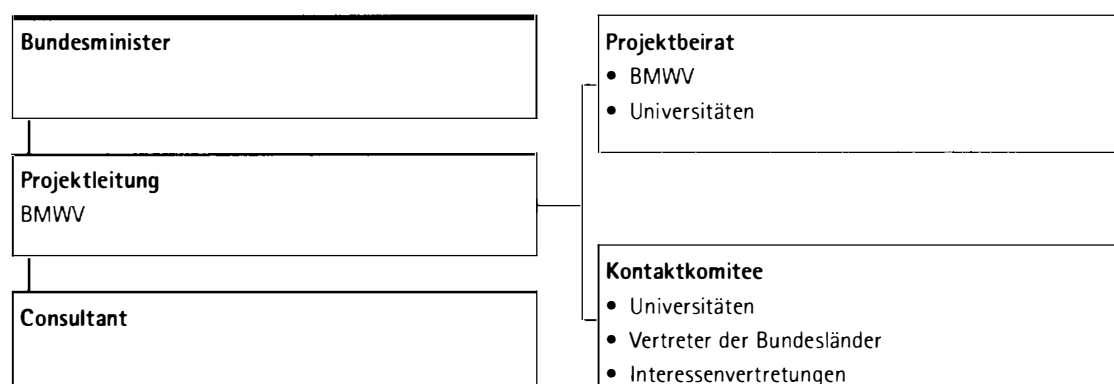 Bundesminister
Projektleitung
BMWV
Consultant
Projektbeirat
• BMWV
• Universitäten
Kontaktkomitee
• Universitäten
• Vertreter der Bundesländer
• Interessenvertretungen